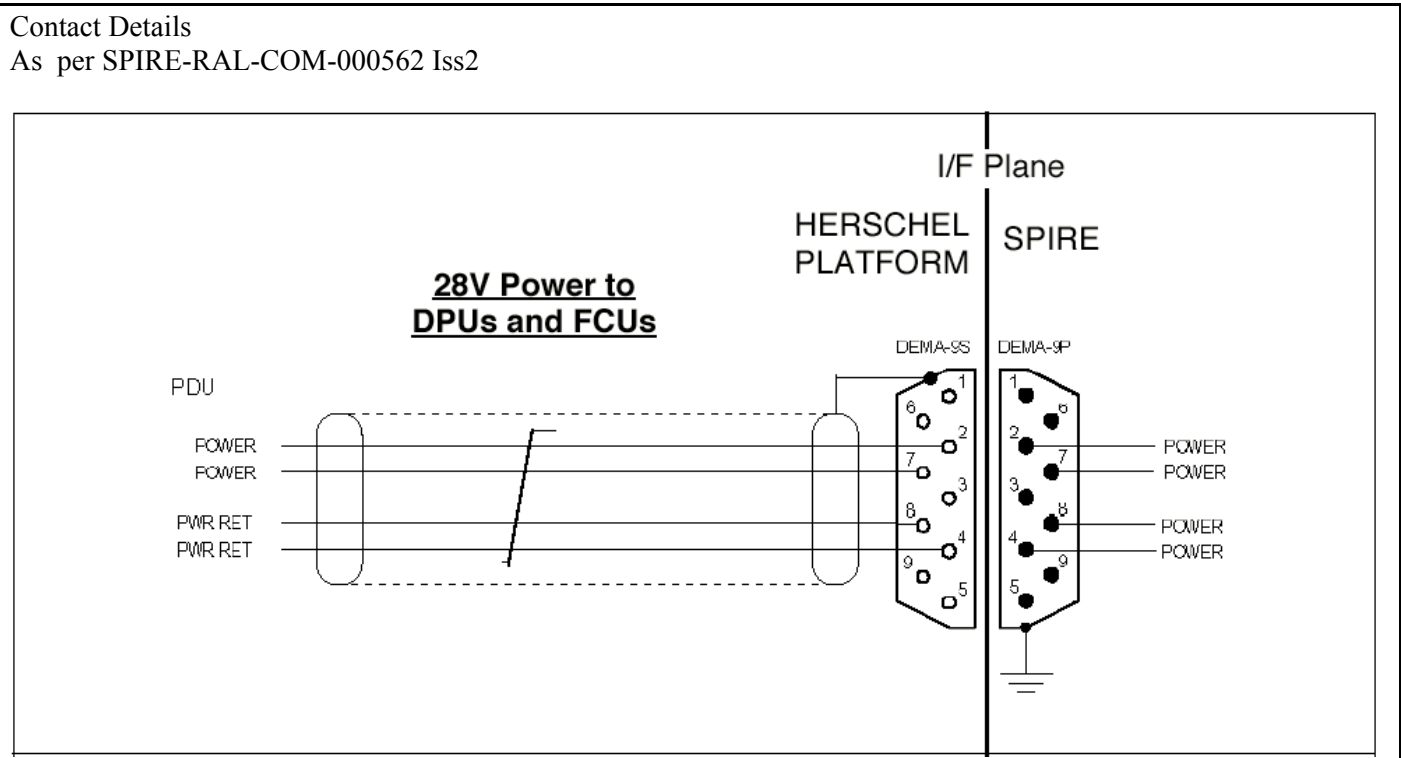 Contact Details
As per SPIRE-RAL-COM-000562 Iss2
I/F Plane
HERSCHEL PLATFORM
SPIRE
28V Power to
DPUs and FCUs
DEMA-9S
DEMA-9P
PDU
1
1
6
6
POWER
2
2
POWER
POWER
7
7
POWER
3
3
PWR RET
8
8
POWER
PWR RET
4
4
POWER
9
9
5
5